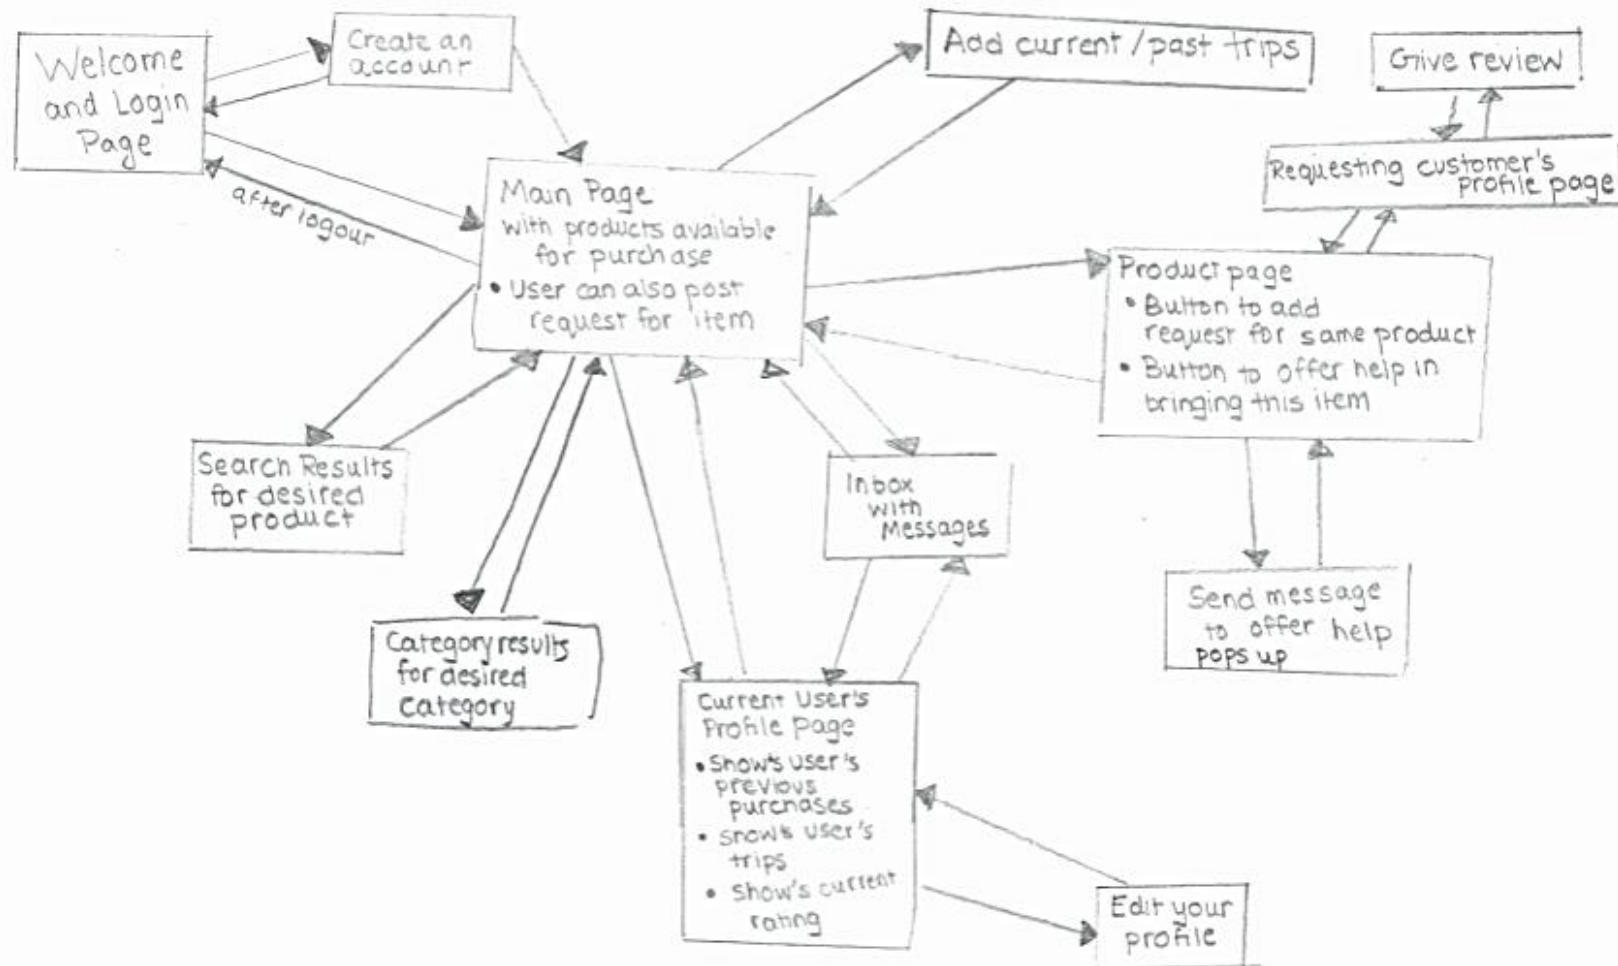 Welcome
and Login
Page
Create an
account
Add current/past trips
Give review
Requesting customer's
profile page
after logout
Main Page
with products available
for purchase
• User can also post
request for item
Product page
• Button to add
request for same product
• Button to offer help in
bringing this item
Search Results
for desired
product
Inbox
with
Messages
Send message
to offer help
pops up
Category results
for desired
category
Current User's
Profile Page
• Show's user's
previous
purchases
• Show's user's
trips
• Show's current
rating
Edit your
profile